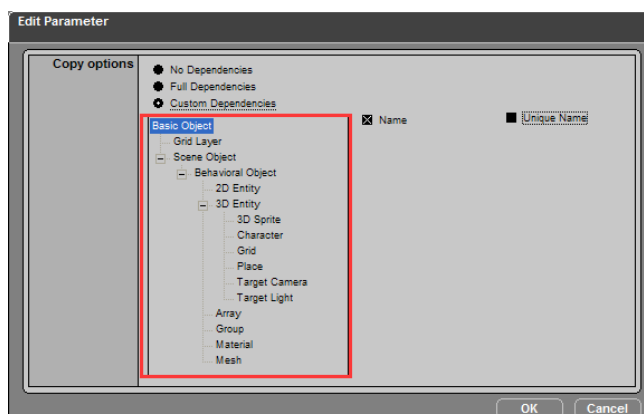 Edit Parameter
Copy options
No Dependencies
Full Dependencies
Custom Dependencies
Basic Object
Name
Unique Name
Grid Layer
Scene Object
Behavioral Object
2D Entity
3D Entity
3D Sprite
Character
Grid
Place
Target Camera
Target Light
Array
Group
Material
Mesh
OK
Cancel